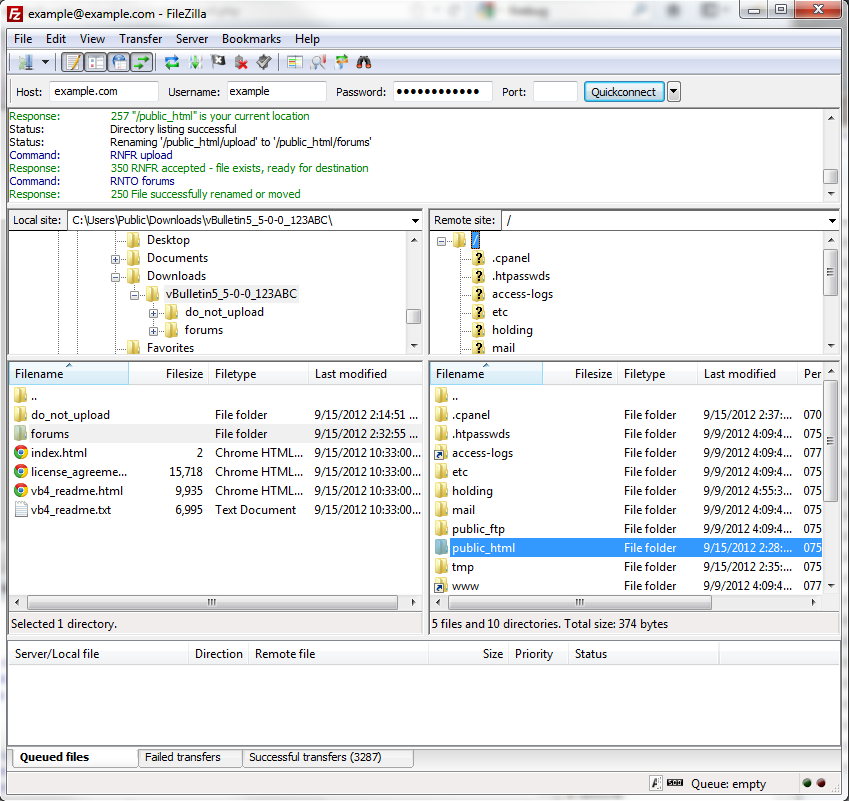 example@example.com - FileZilla
File Edit View Transfer Server Bookmarks Help
Host: example.com Username: example Password: ●●●●●●●●●●●● Port: Quickconnect
Response: 257 "/public_html" is your current location
Status: Directory listing successful
Status: Renaming '/public_html/upload' to '/public_html/forums'
Command: RNFR upload
Response: 350 RNFR accepted - file exists, ready for destination
Command: RNTO forums
Response: 250 File successfully renamed or moved
Local site: C:\Users\Public\Downloads\vBulletin5_5-0-0_123ABC\
Desktop
Documents
Downloads
vBulletin5_5-0-0_123ABC
do_not_upload
forums
Favorites
Remote site: /
/
.cpanel
.htpasswds
access-logs
etc
holding
mail
Filename Filesize Filetype Last modified
..
do_not_upload File folder 9/15/2012 2:14:51 ...
forums File folder 9/15/2012 2:32:55 ...
index.html 2 Chrome HTML... 9/15/2012 10:33:00...
license_agreeme... 15,718 Chrome HTML... 9/15/2012 10:33:00...
vb4_readme.html 9,935 Chrome HTML... 9/15/2012 10:33:00...
vb4_readme.txt 6,995 Text Document 9/15/2012 10:33:00...
Selected 1 directory.
Filename Filesize Filetype Last modified Per
..
.cpanel File folder 9/15/2012 2:37:... 070
.htpasswds File folder 9/9/2012 4:09:4... 075
access-logs File folder 9/9/2012 4:09:4... 077
etc File folder 9/9/2012 4:09:4... 075
holding File folder 9/9/2012 4:55:3... 075
mail File folder 9/9/2012 4:09:4... 075
public_ftp File folder 9/9/2012 4:09:4... 075
public_html File folder 9/15/2012 2:28:... 075
tmp File folder 9/15/2012 2:35:... 075
www File folder 9/9/2012 4:09:4... 077
5 files and 10 directories. Total size: 374 bytes
Server/Local file Direction Remote file Size Priority Status
Queued files Failed transfers Successful transfers (3287)
Queue: empty